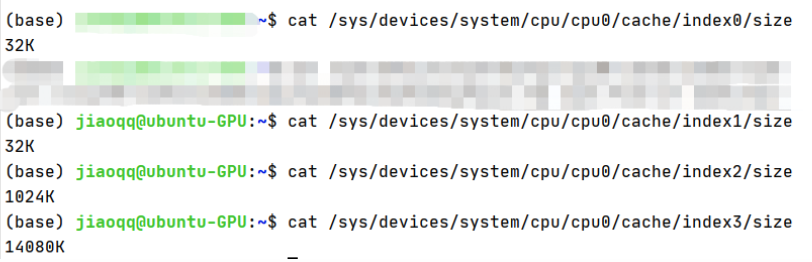 (base) ~$ cat /sys/devices/system/cpu/cpu0/cache/index0/size
32K
(base) jiaoqq@ubuntu-GPU:~$ cat /sys/devices/system/cpu/cpu0/cache/index1/size
32K
(base) jiaoqq@ubuntu-GPU:~$ cat /sys/devices/system/cpu/cpu0/cache/index2/size
1024K
(base) jiaoqq@ubuntu-GPU:~$ cat /sys/devices/system/cpu/cpu0/cache/index3/size
14080K